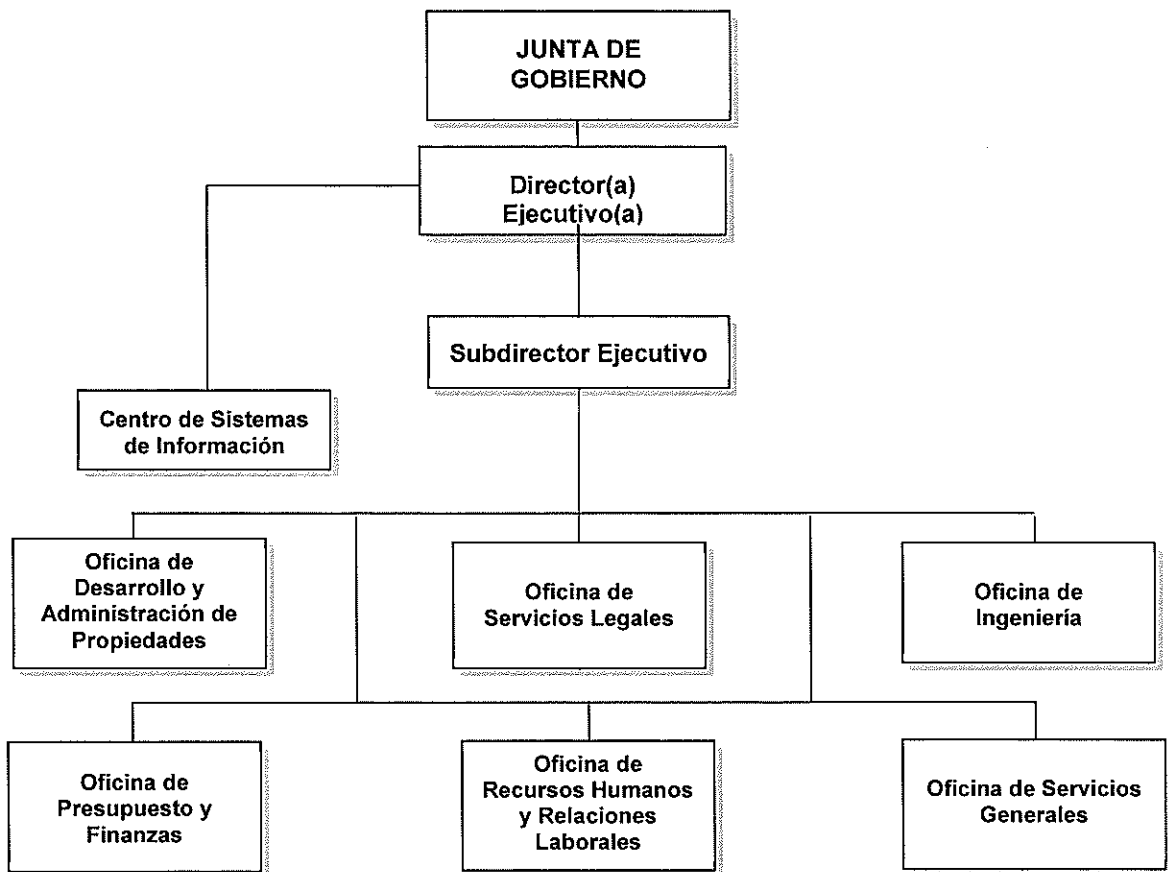 JUNTA DE
GOBIERNO
Director(a)
Ejecutivo(a)
Subdirector Ejecutivo
Centro de Sistemas
de Información
Oficina de
Desarrollo y
Administración de
Propiedades
Oficina de
Servicios Legales
Oficina de
Ingeniería
Oficina de
Presupuesto y
Finanzas
Oficina de
Recursos Humanos
y Relaciones
Laborales
Oficina de Servicios
Generales